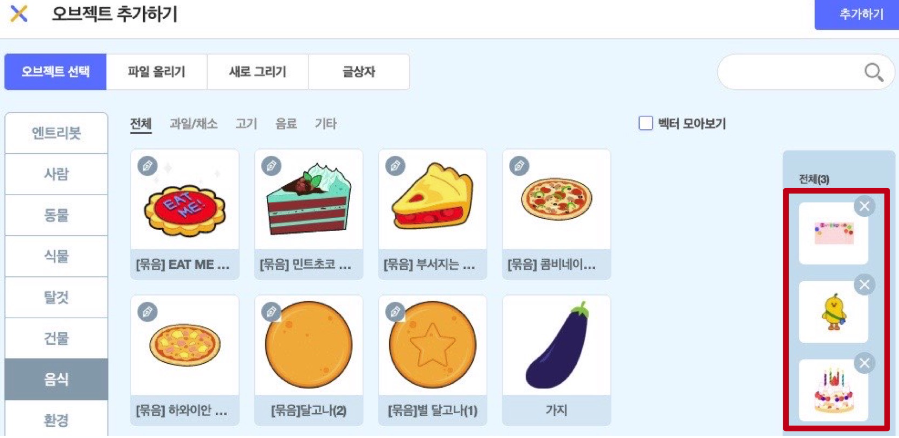 오브젝트 추가하기
추가하기
오브젝트 선택
파일 올리기
새로 그리기
글상자
엔트리봇
사람
동물
식물
탈것
건물
음식
환경
전체 과일/채소 고기 음료 기타
벡터 모아보기
EAT ME!
[묶음] EAT ME ...
[묶음] 민트초코 ...
[묶음] 부서지는 ...
[묶음] 콤비네이...
[묶음] 하와이안 ...
[묶음]달고나(2)
[묶음]별 달고나(1)
가지
전체(3)